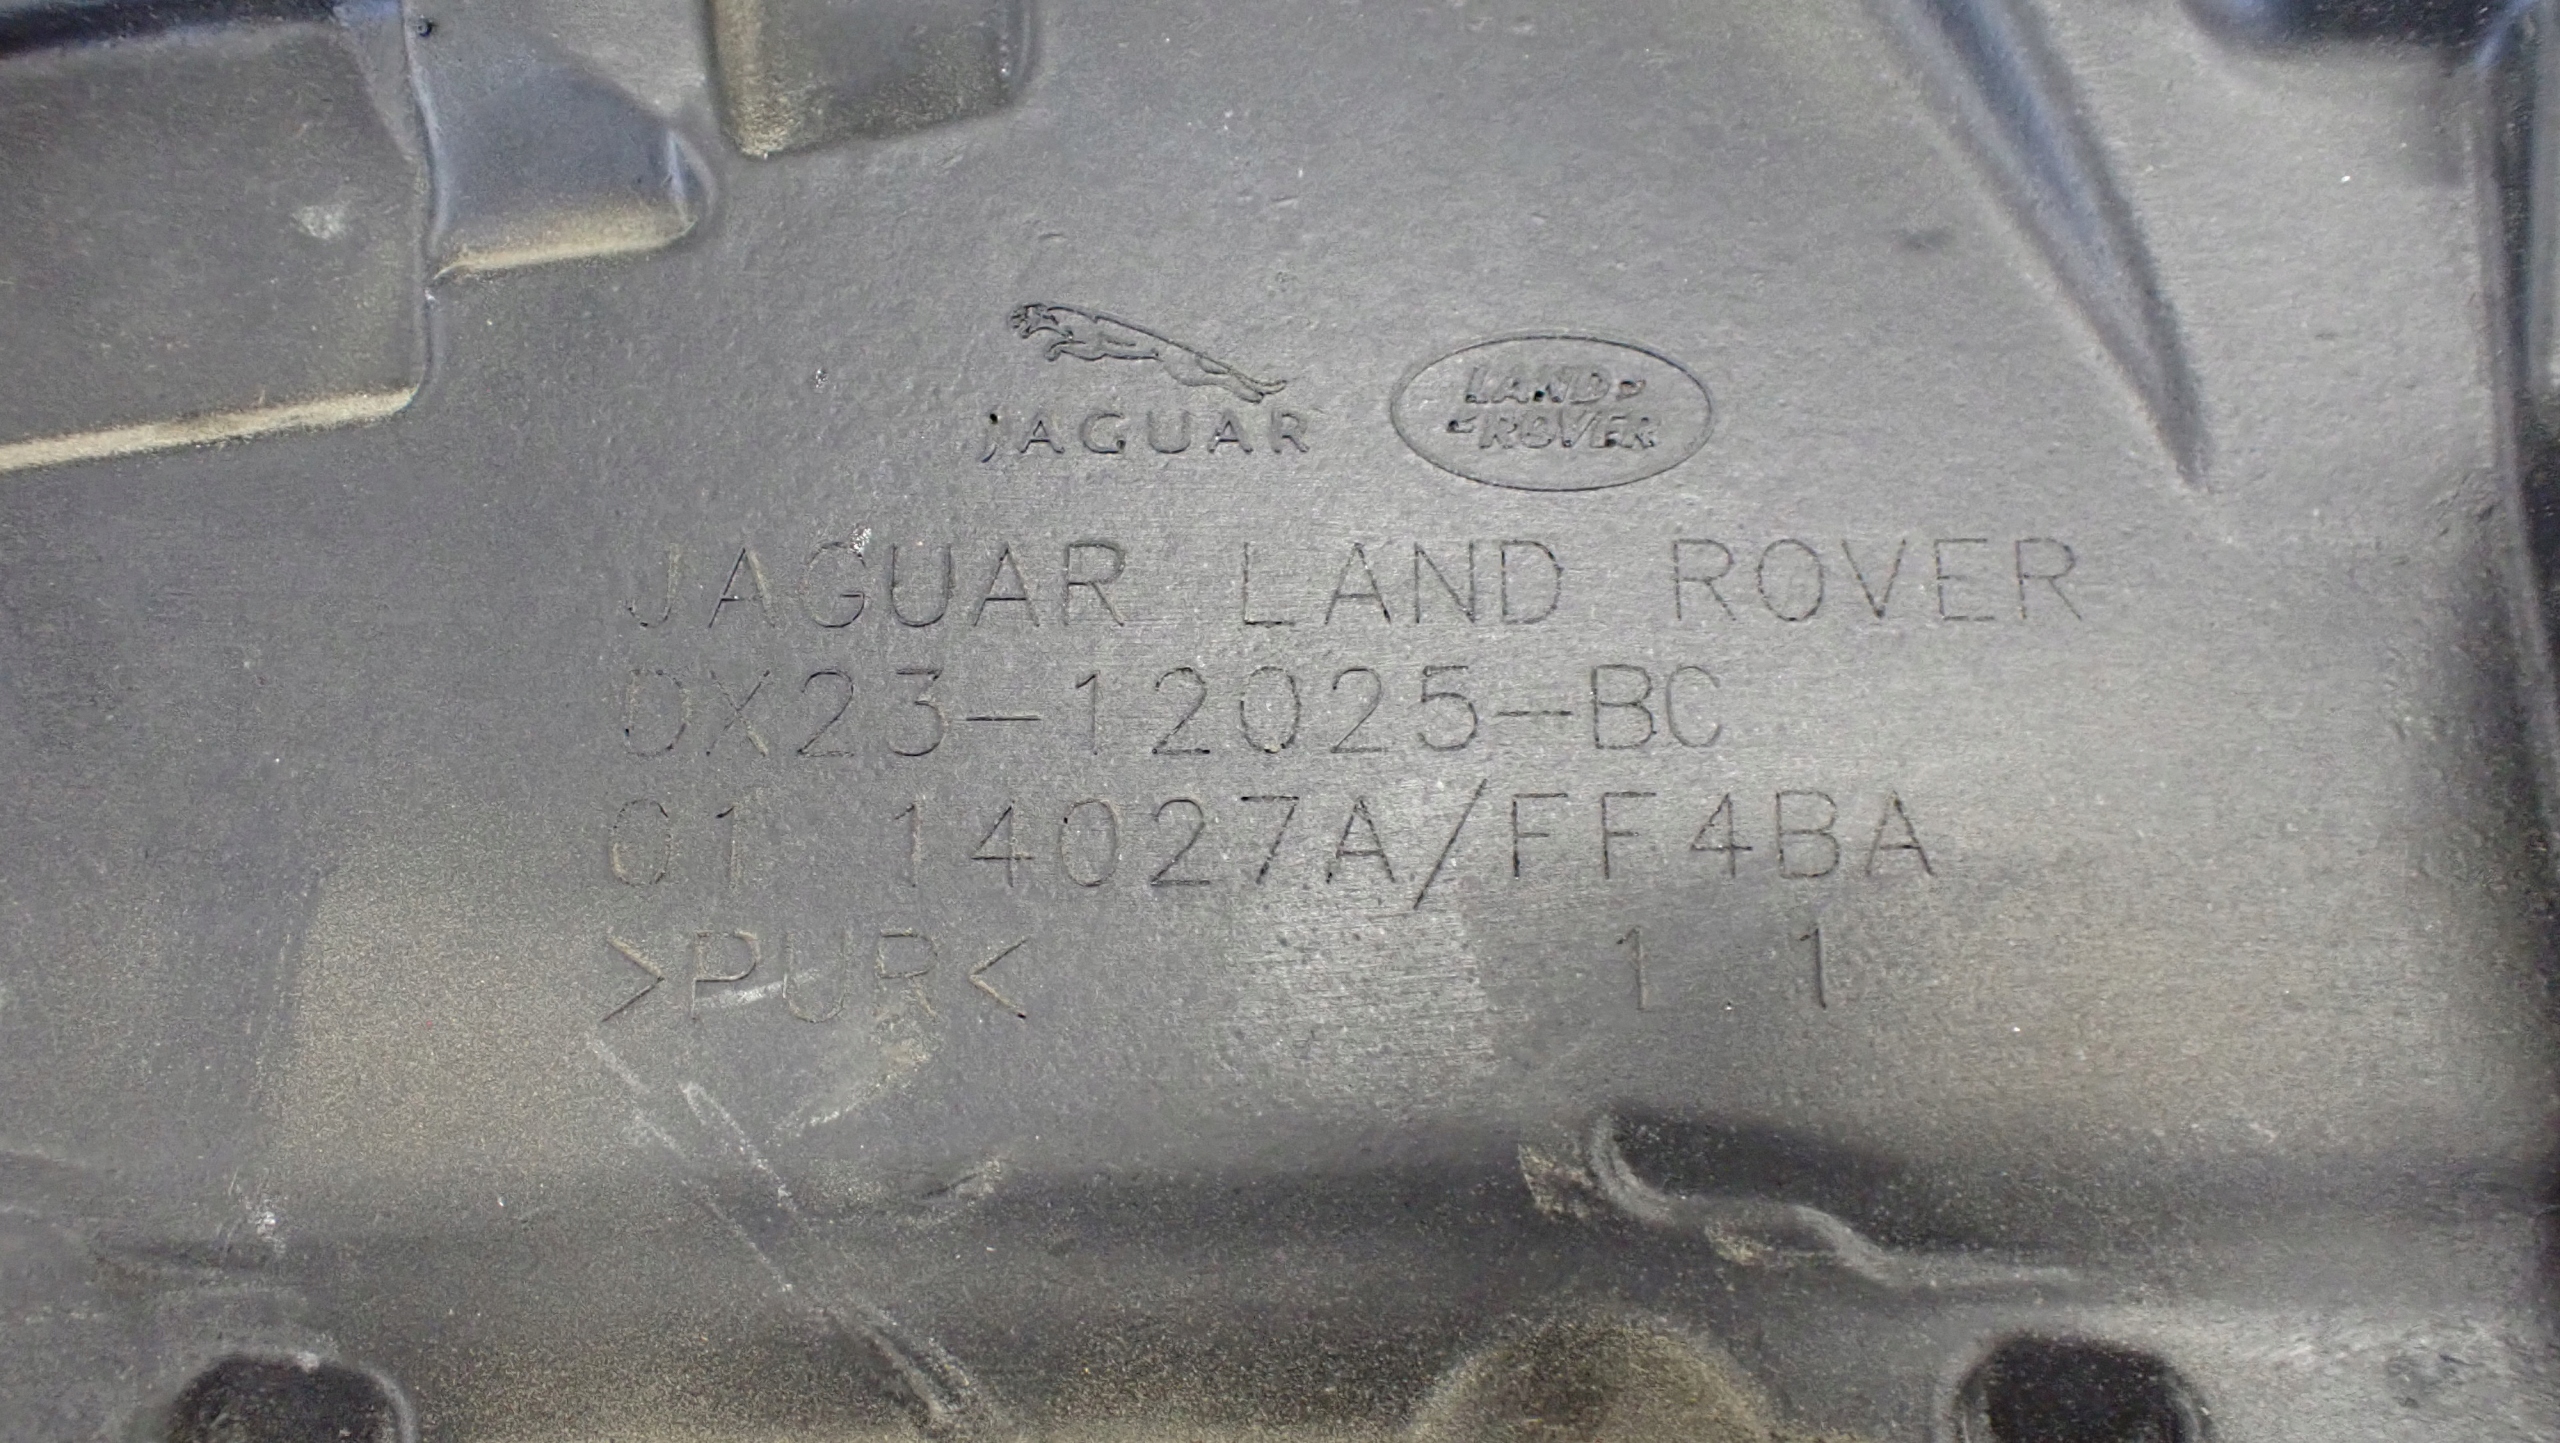 JAGUAR
LAND
ROVER
JAGUAR LAND ROVER
DX23-12025-BC
01 14027A/FF4BA
>PUR< 1 1